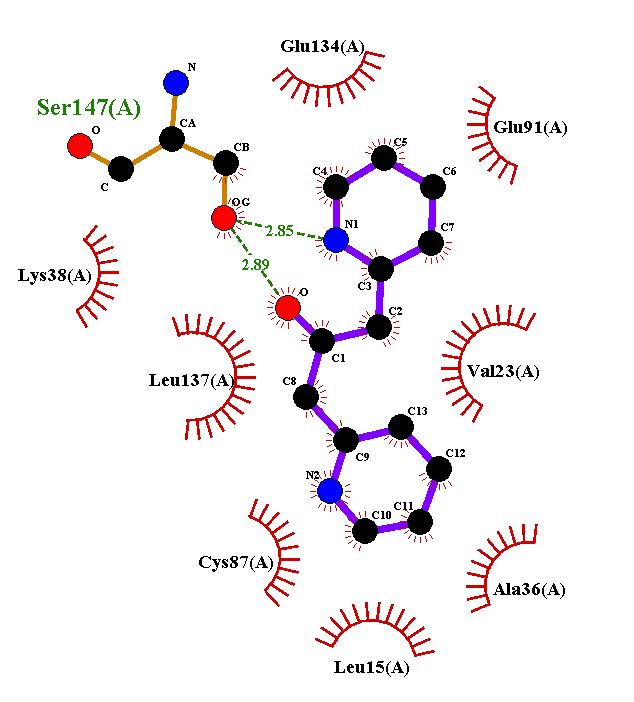 Glu134(A)
N
Ser147(A)
O
CA
Glu91(A)
CB
C5
C
C4
C6
OG
N1
C7
2.85
2.89
Lys38(A)
C3
O
C2
C1
Leu137(A)
Val23(A)
C8
C13
C9
C12
N2
C11
C10
Cys87(A)
Ala36(A)
Leu15(A)